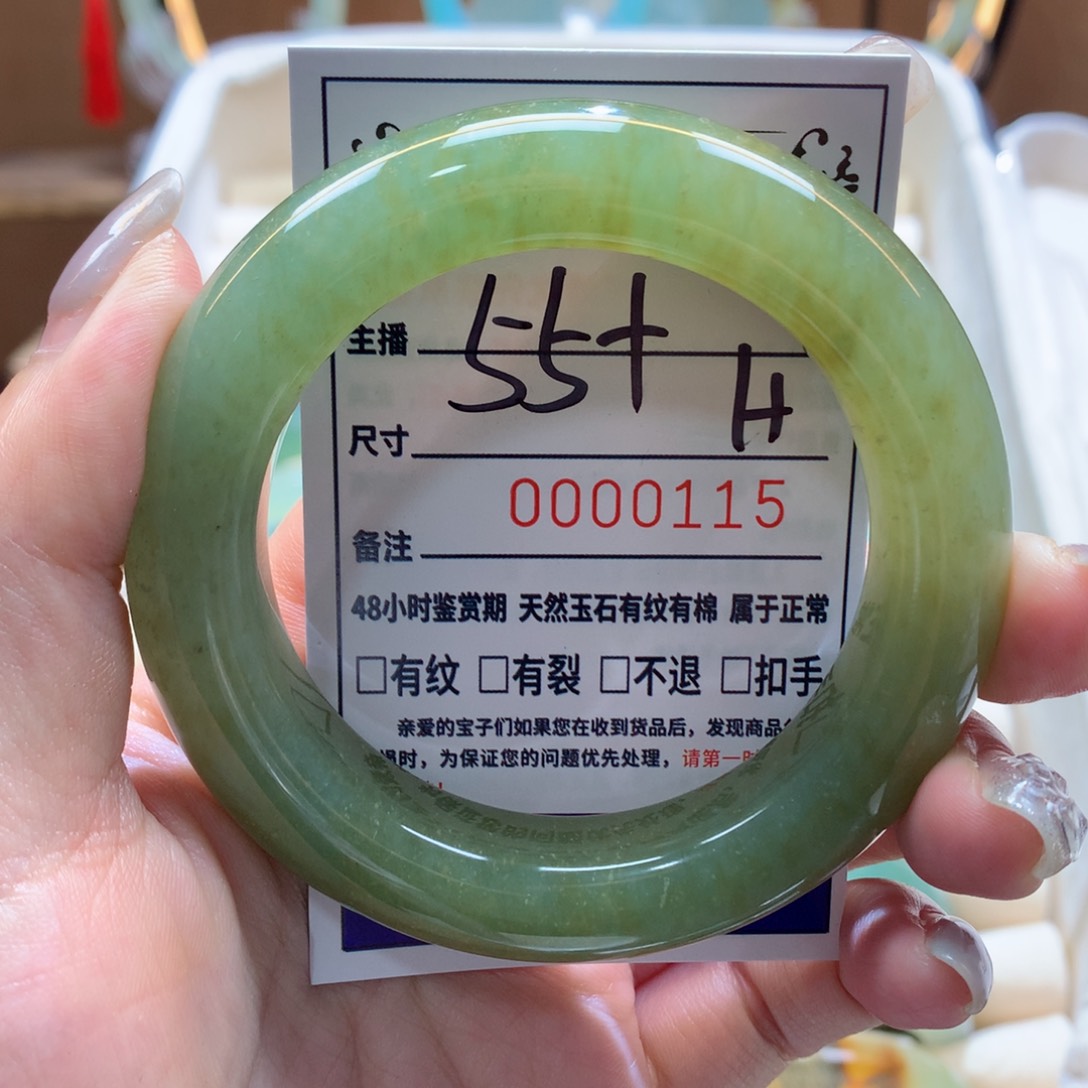 55+
主播
H
尺寸
0000115
备注
48小时鉴赏期 天然玉石有纹有棉 属于正常
□有纹 □有裂 □不退 □扣手
亲爱的宝子们如果您在收到货品后，发现商品
时，为保证您的问题优先处理，请第一时